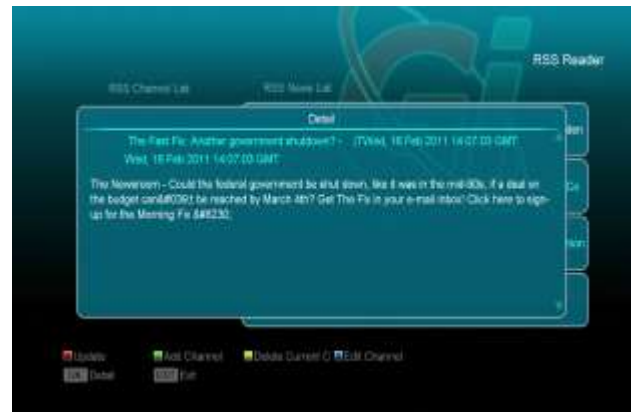 RSS Reader
RSS Channel List
RSS News List
Detail
The Fast Fix: Another government shutdown? - (TWed, 16 Feb 2011 14:07:03 GMT
Wed, 16 Feb 2011 14:07:03 GMT
The Newsroom - Could the federal government be shut down, like it was in the mid-90s, if a deal on
the budget can&#039;t be reached by March 4th? Get The Fix in your e-mail inbox! Click here to sign-
up for the Morning Fix &#8230;
Update
Add Channel
Delete Current C
Edit Channel
OK Detail
EXIT Exit